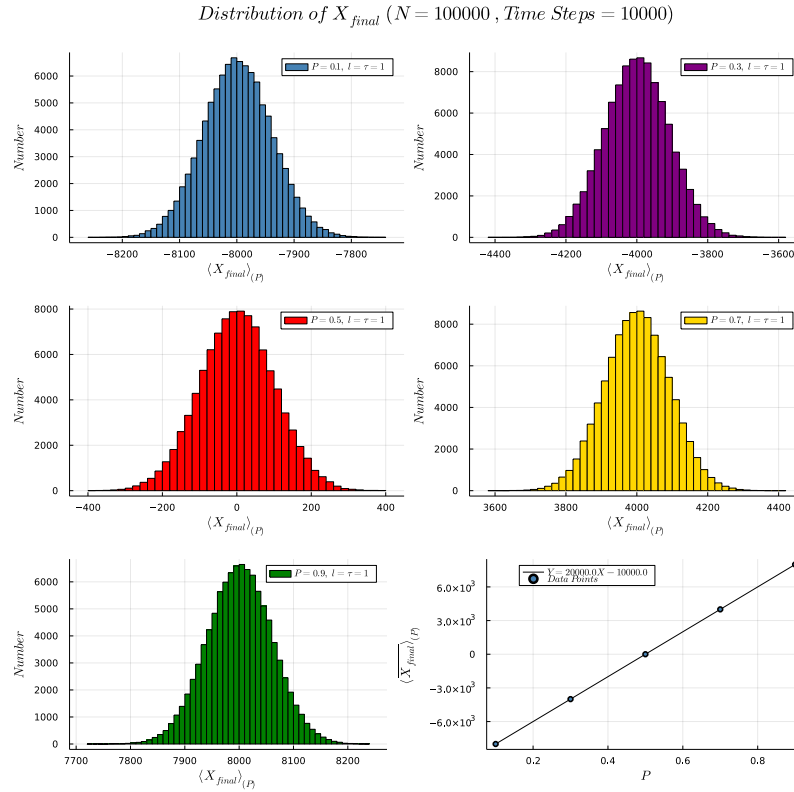 Distribution of X_final (N = 100000 , Time Steps = 10000)
6000
5000
4000
3000
2000
1000
0
Number
P = 0.1, l = τ = 1
−8200 −8100 −8000 −7900 −7800
⟨X_final⟩_(P)
8000
6000
4000
2000
0
Number
P = 0.3, l = τ = 1
−4400 −4200 −4000 −3800 −3600
⟨X_final⟩_(P)
8000
6000
4000
2000
0
Number
P = 0.5, l = τ = 1
−400 −200 0 200 400
⟨X_final⟩_(P)
8000
6000
4000
2000
0
Number
P = 0.7, l = τ = 1
3600 3800 4000 4200 4400
⟨X_final⟩_(P)
6000
5000
4000
3000
2000
1000
0
Number
P = 0.9, l = τ = 1
7700 7800 7900 8000 8100 8200
⟨X_final⟩_(P)
6.0×10³
3.0×10³
0
−3.0×10³
−6.0×10³
⟨X_final⟩_(P)
Y = 20000.0X − 10000.0
Data Points
0.2 0.4 0.6 0.8
P